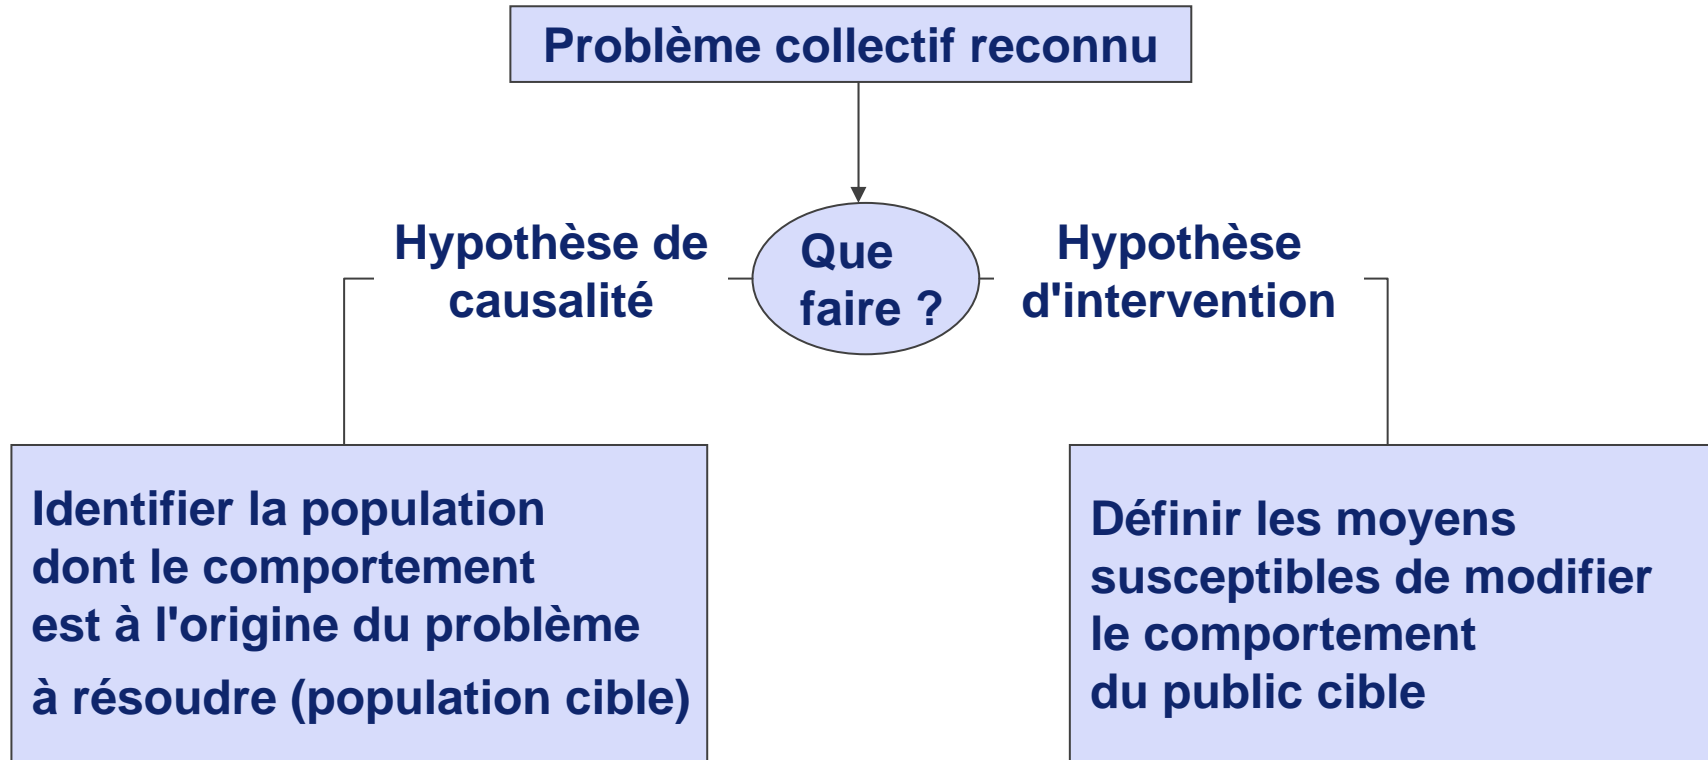 Problème collectif reconnu
Hypothèse de
causalité
Que
faire ?
Hypothèse
d'intervention
Identifier la population
dont le comportement
est à l'origine du problème
à résoudre (population cible)
Définir les moyens
susceptibles de modifier
le comportement
du public cible